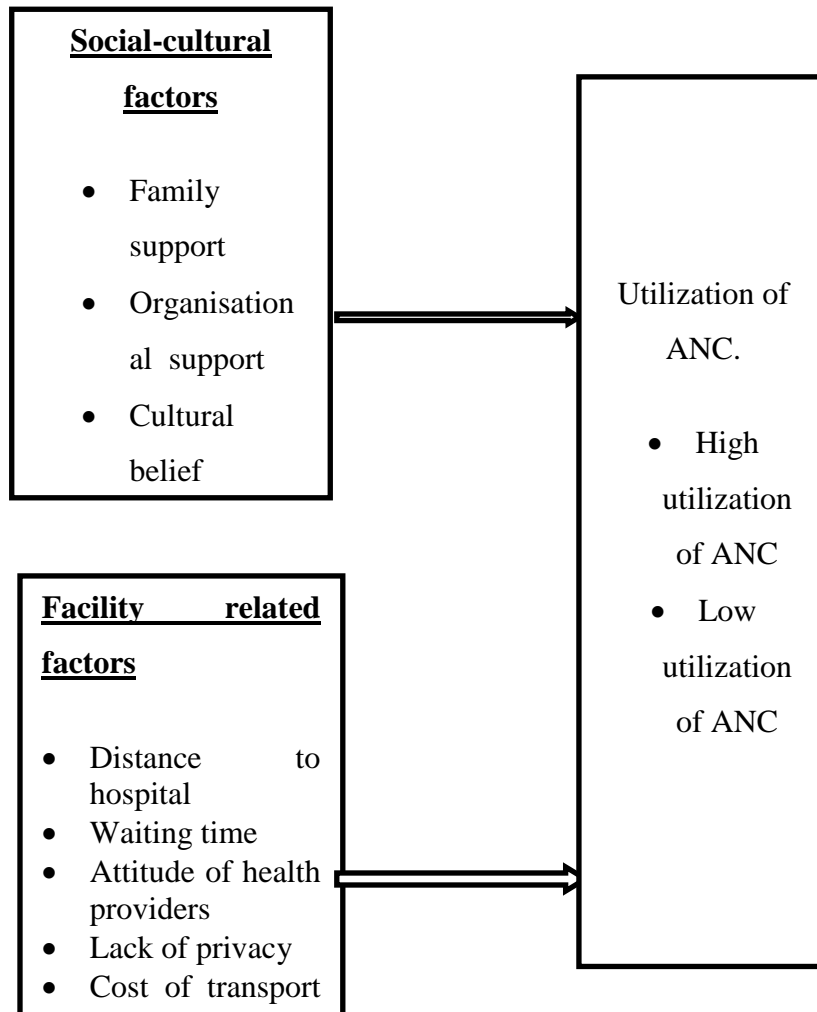 Social-cultural
factors
• Family
support
• Organisation
al support
• Cultural
belief
Facility related
factors
• Distance to
hospital
• Waiting time
• Attitude of health
providers
• Lack of privacy
• Cost of transport
Utilization of
ANC.
• High
utilization
of ANC
• Low
utilization
of ANC